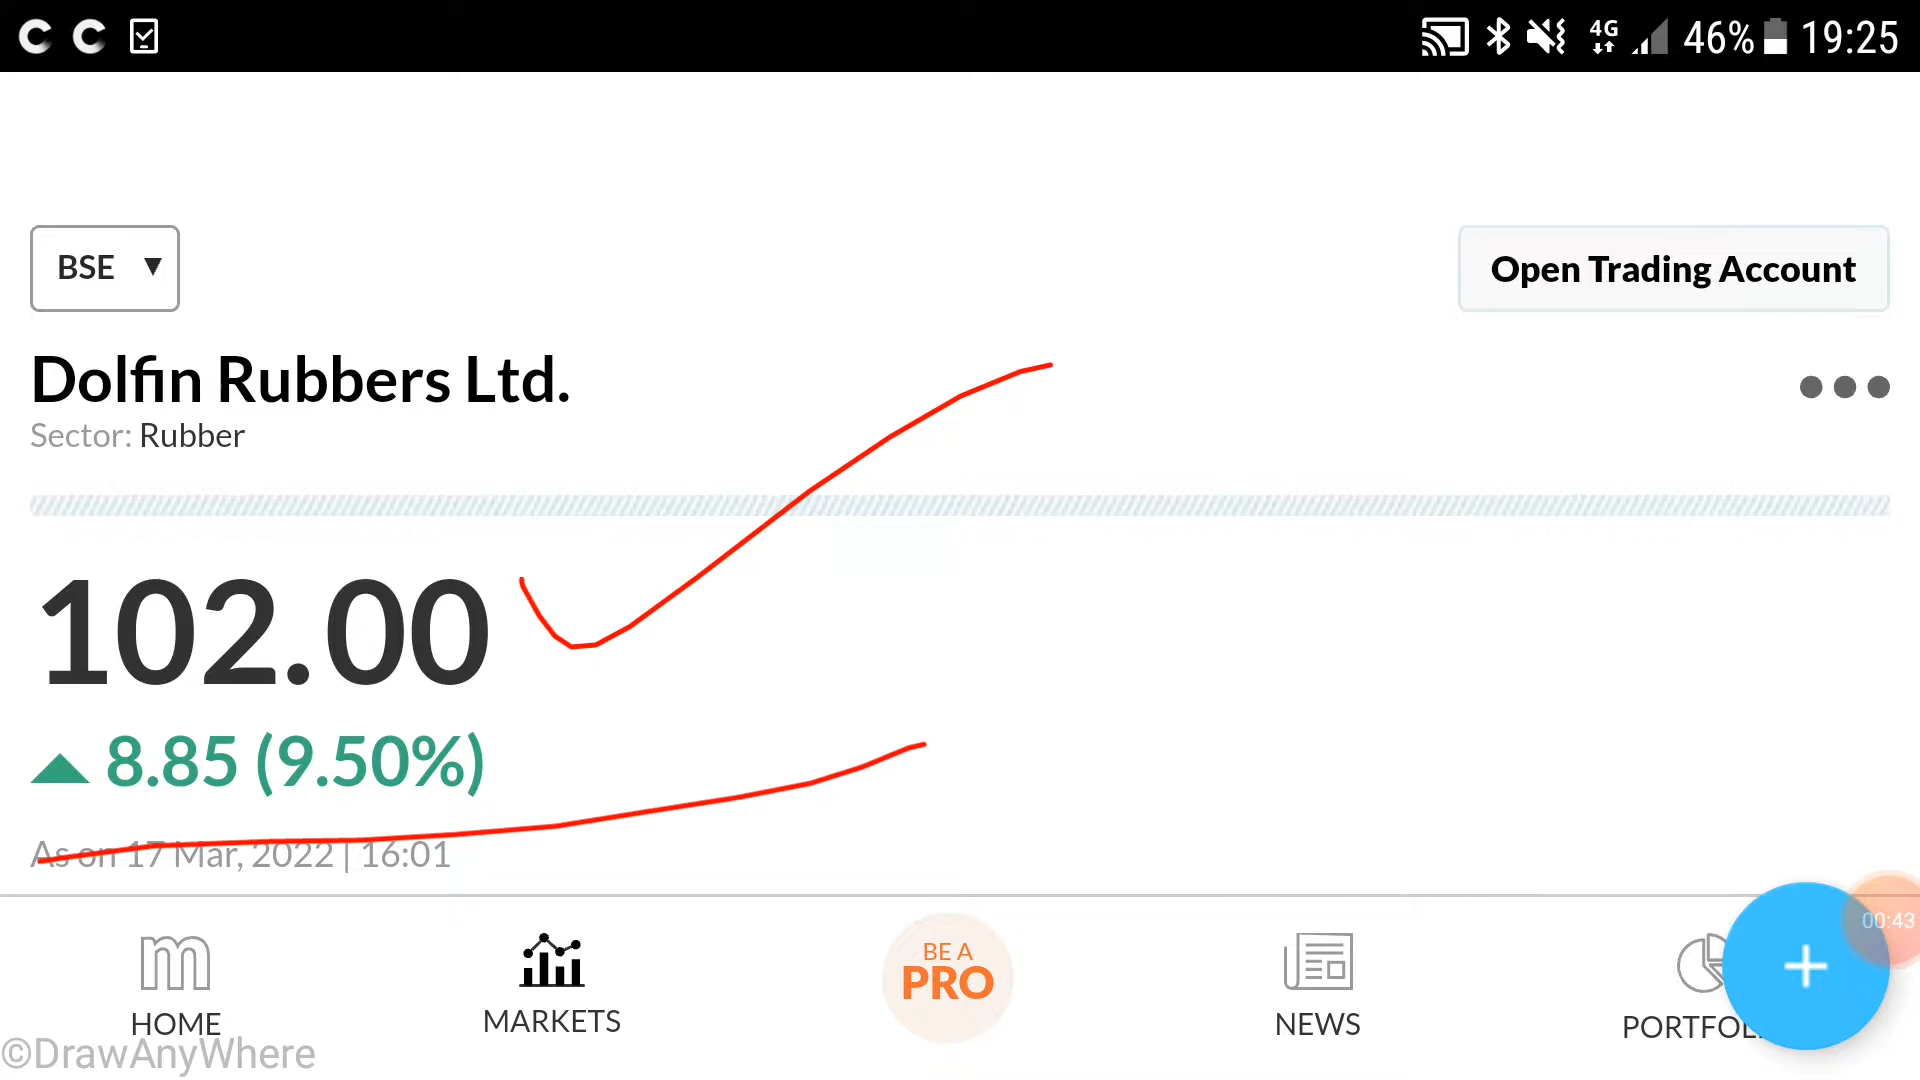 4G 46% 19:25
BSE ▼
Open Trading Account
Dolfin Rubbers Ltd.
Sector: Rubber
102.00
▲ 8.85 (9.50%)
As on 17 Mar, 2022 | 16:01
00:43
m
BE A
PRO
HOME
MARKETS
NEWS
©DrawAnyWhere